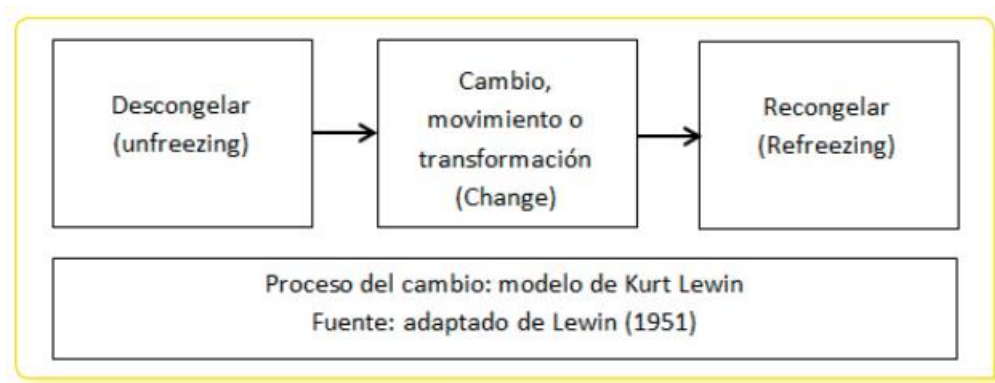 Descongelar
(unfreezing)
Cambio,
movimiento o
transformación
(Change)
Recongelar
(Refreezing)
Proceso del cambio: modelo de Kurt Lewin
Fuente: adaptado de Lewin (1951)